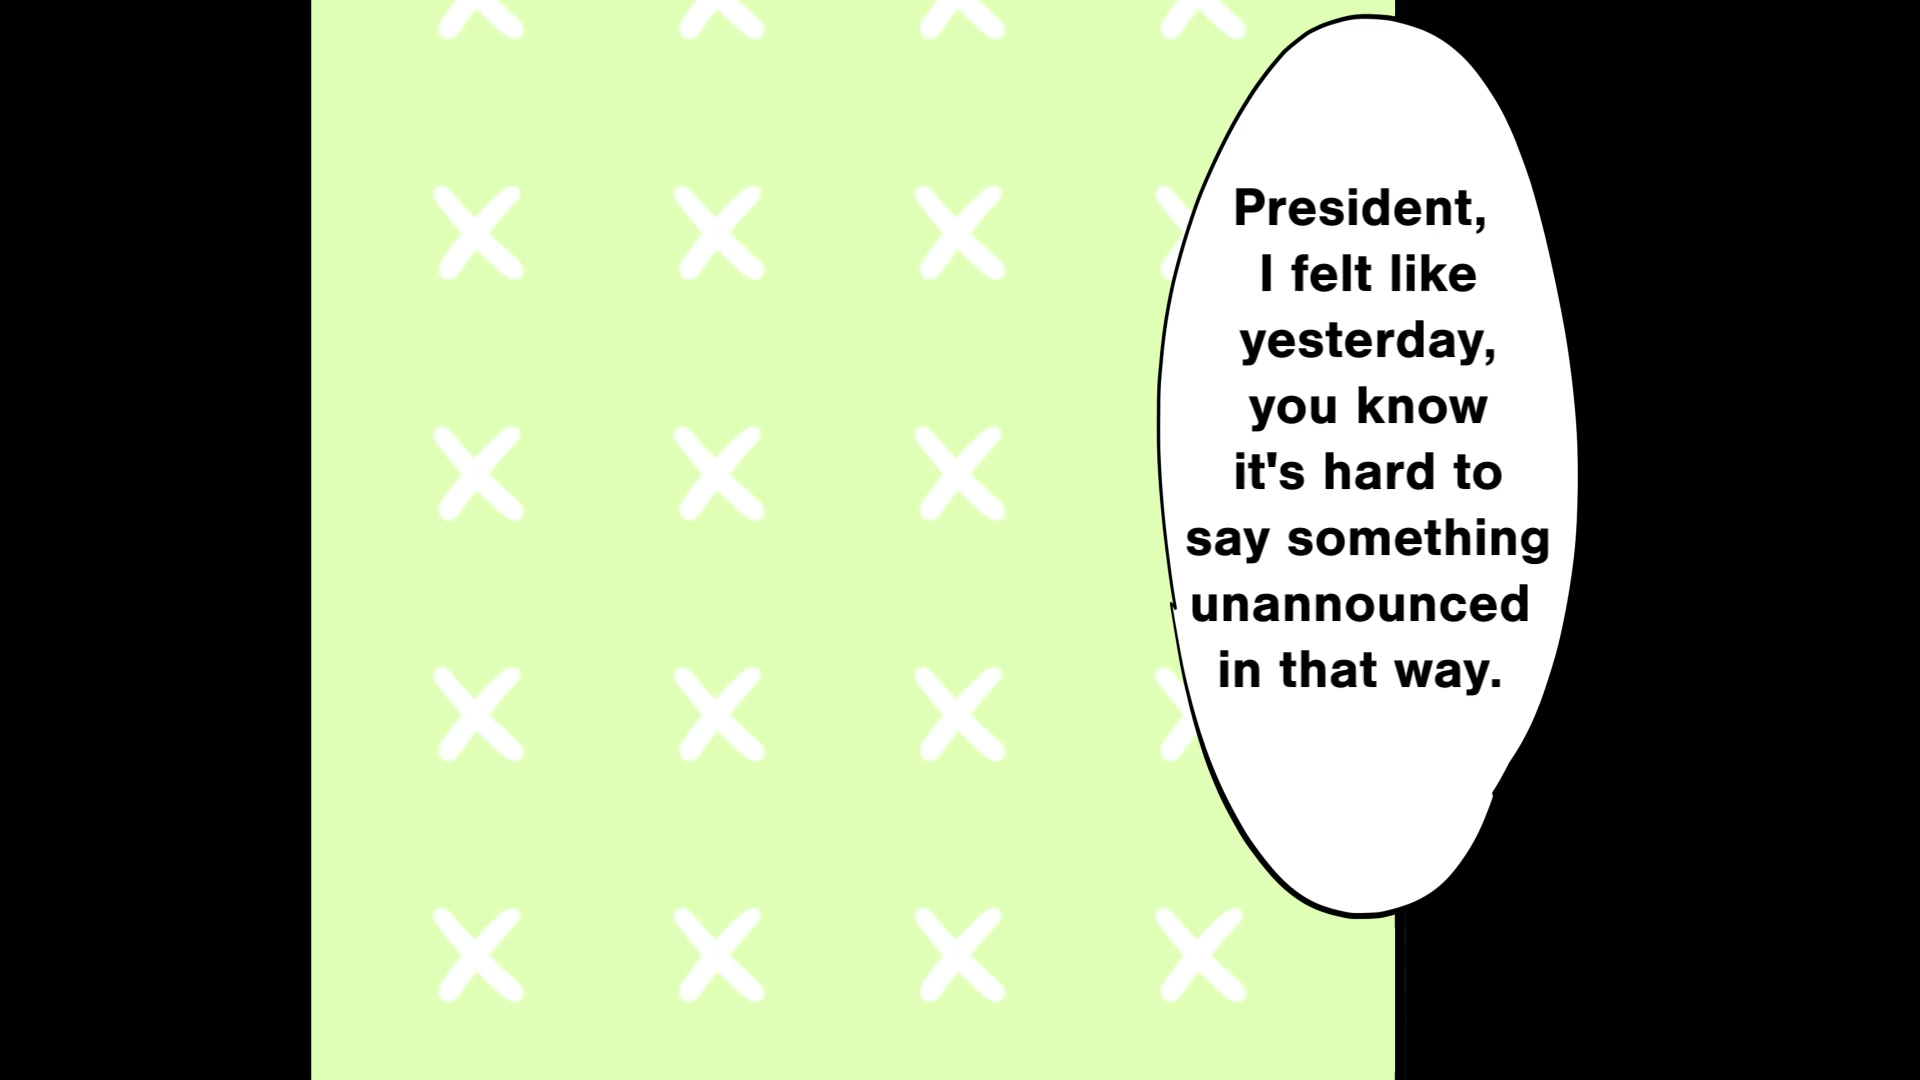 President,
I felt like
yesterday,
you know
it's hard to
say something
unannounced
in that way.